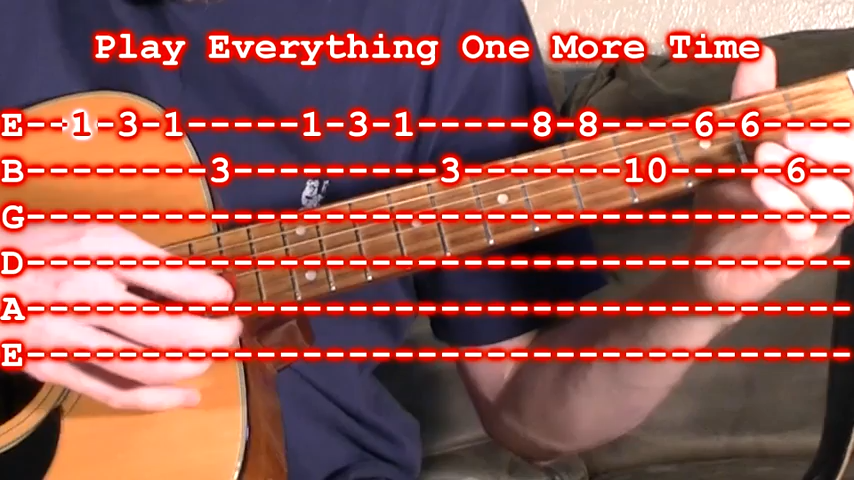 Play Everything One More Time
E--1-3-1-----1-3-1-----8-8----6-6----
B--------3---------3-------10-----6--
G------------------------------------
D------------------------------------
A------------------------------------
E------------------------------------